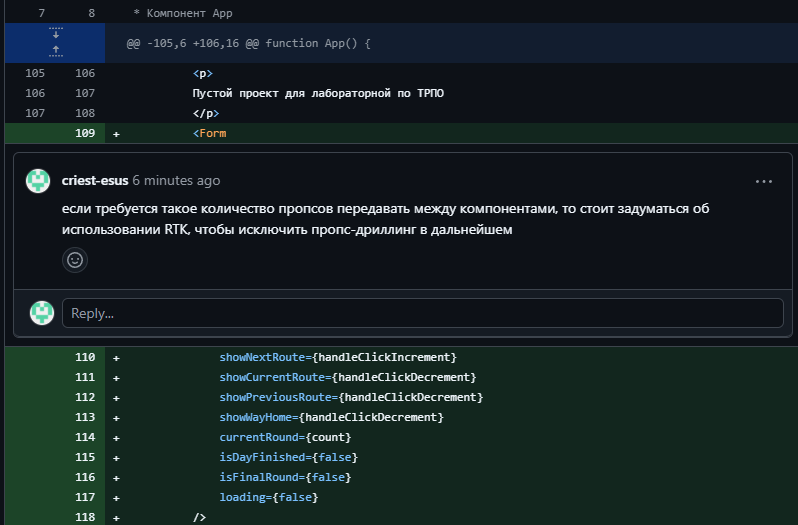 7 8 * Компонент App
@@ -105,6 +106,16 @@ function App() {
105 106 <p>
106 107 Пустой проект для лабораторной по ТРПО
107 108 </p>
109 + <Form
criest-esus 6 minutes ago
если требуется такое количество пропсов передавать между компонентами, то стоит задуматься об
использовании RTK, чтобы исключить пропс-дриллинг в дальнейшем
Reply...
110 + showNextRoute={handleClickIncrement}
111 + showCurrentRoute={handleClickDecrement}
112 + showPreviousRoute={handleClickDecrement}
113 + showWayHome={handleClickDecrement}
114 + currentRound={count}
115 + isDayFinished={false}
116 + isFinalRound={false}
117 + loading={false}
118 + />